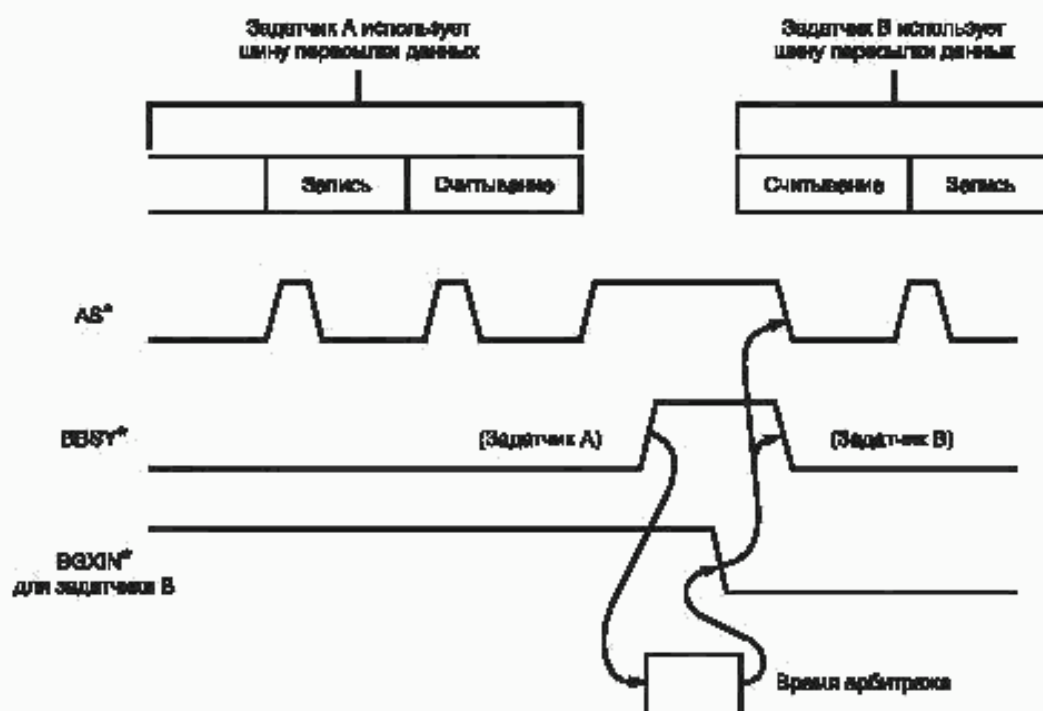 Задатчик А использует
шину пересылки данных
Задатчик В использует
шину пересылки данных
Запись
Считывание
Считывание
Запись
AS*
BBSY*
(Задатчик А)
(Задатчик В)
BGXIN*
для задатчика В
Время арбитража